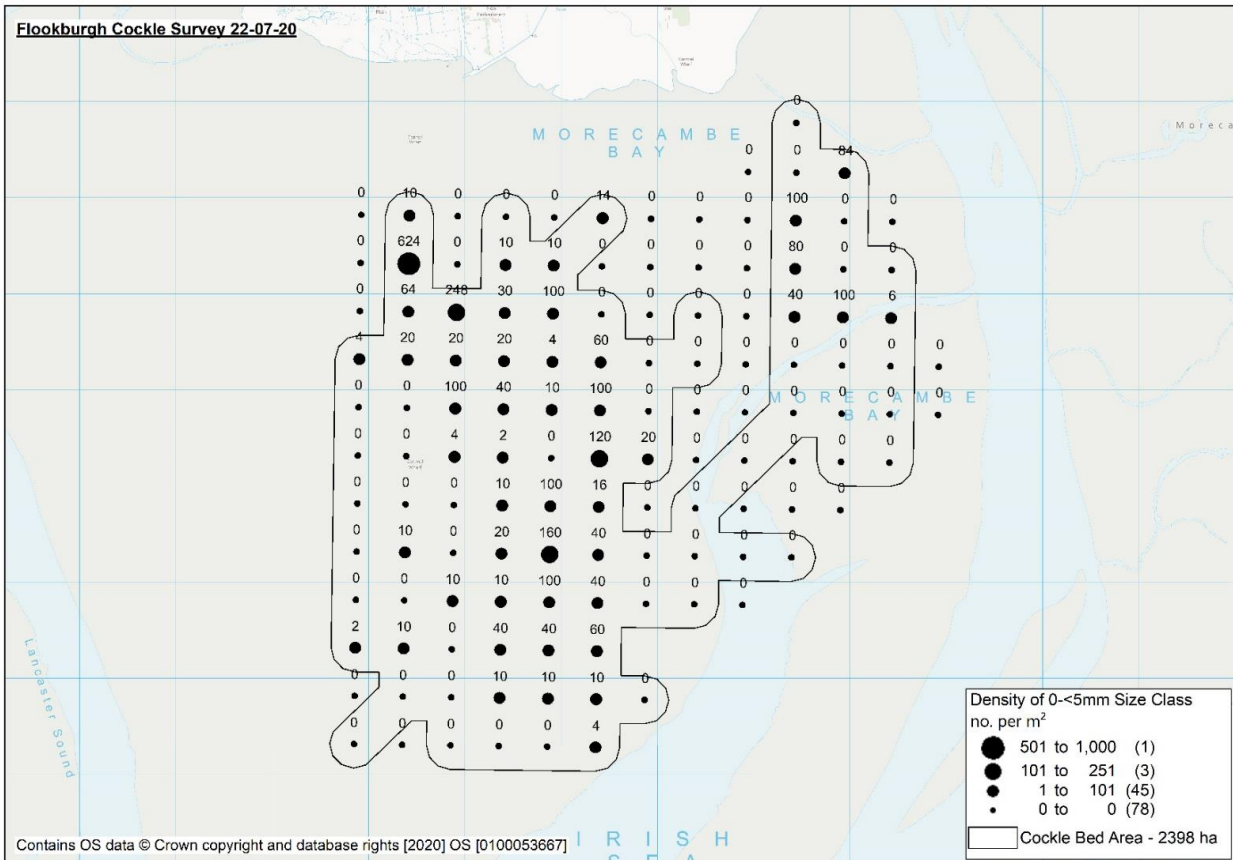 Flookburgh Cockle Survey 22-07-20
0
Moreca
MORECAMBE
BAY
0 0 84
0 10 0 0 0 14 0 0 0 100 0 0
0 624 0 10 10 0 0 0 0 80 0 0
0 64 248 30 100 0 0 0 0 40 100 6
4 20 20 20 4 60 0 0 0 0 0 0 0
0 0 100 40 10 100 0 0 0 0 0 0 0
MORECAMBE
BAY
0 0 4 2 0 120 20 0 0 0 0 0
0 0 0 10 100 16 0 0 0 0 0
0 10 0 20 160 40 0 0 0 0
0 0 10 10 100 40 0 0 0
2 10 0 40 40 60
0 0 0 10 10 10 0
0 0 0 0 0 4
Lancaster Sound
IRISH
SEA
Density of 0-<5mm Size Class
no. per m²
501 to 1,000 (1)
101 to 251 (3)
1 to 101 (45)
0 to 0 (78)
Cockle Bed Area - 2398 ha
Contains OS data © Crown copyright and database rights [2020] OS [0100053667]